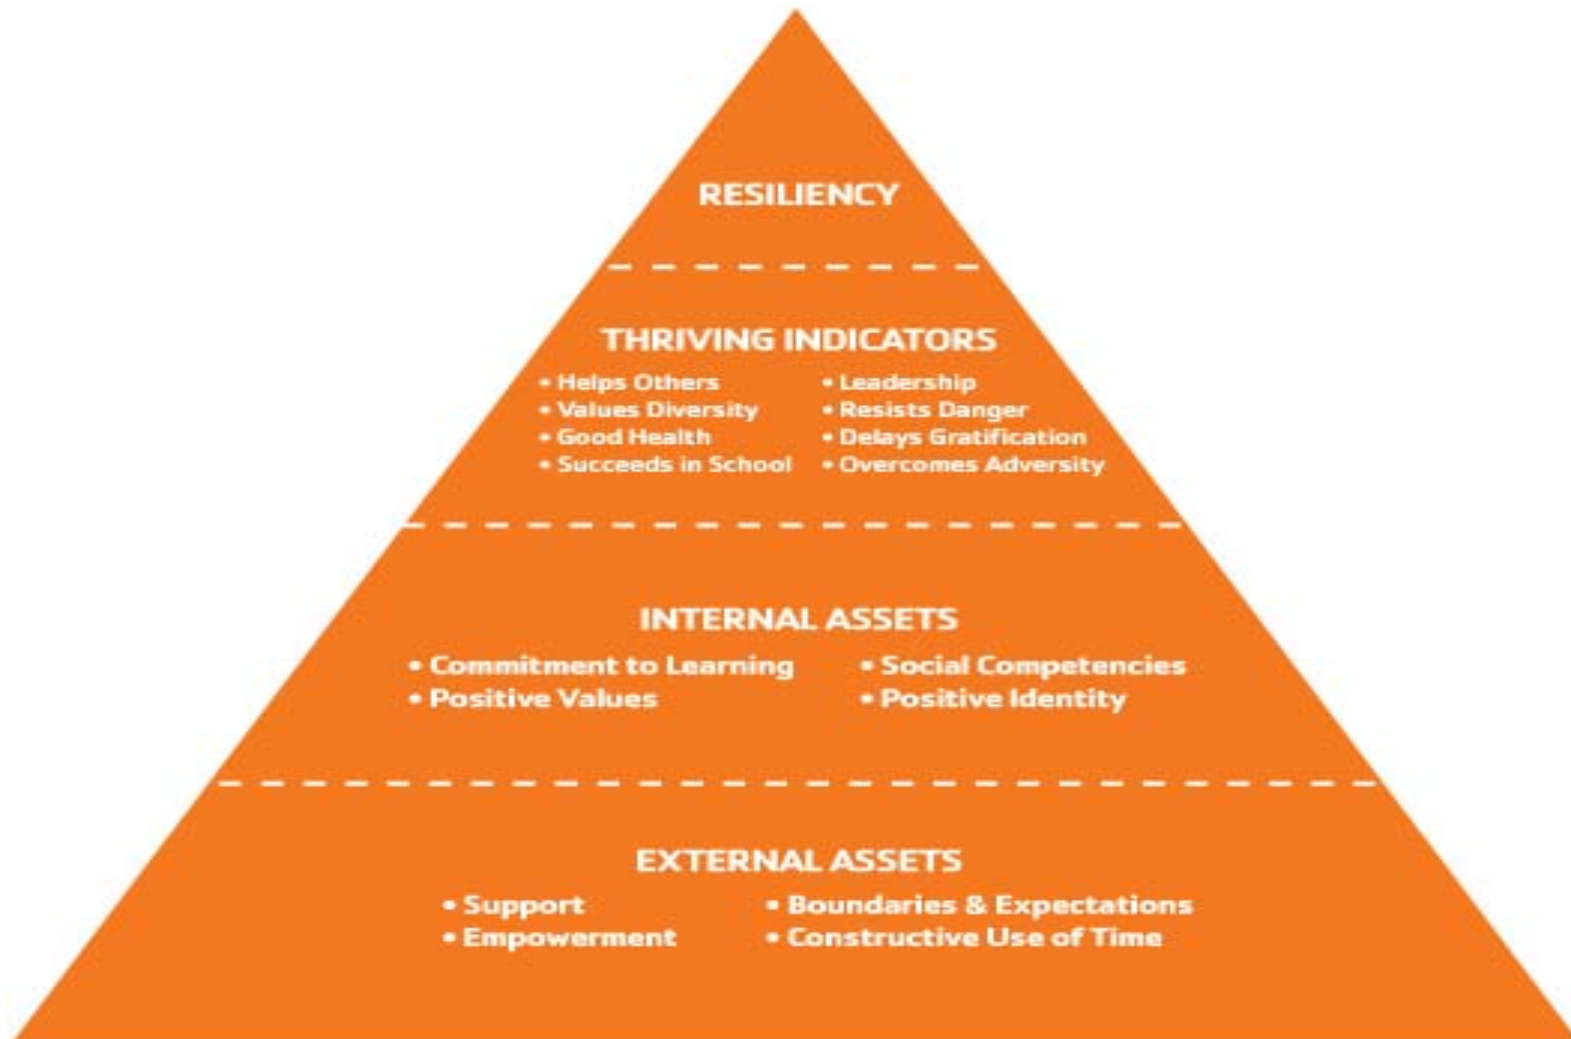 RESILIENCY
THRIVING INDICATORS
• Helps Others • Leadership
• Values Diversity • Resists Danger
• Good Health • Delays Gratification
• Succeeds in School • Overcomes Adversity
INTERNAL ASSETS
• Commitment to Learning • Social Competencies
• Positive Values • Positive Identity
EXTERNAL ASSETS
• Support • Boundaries & Expectations
• Empowerment • Constructive Use of Time